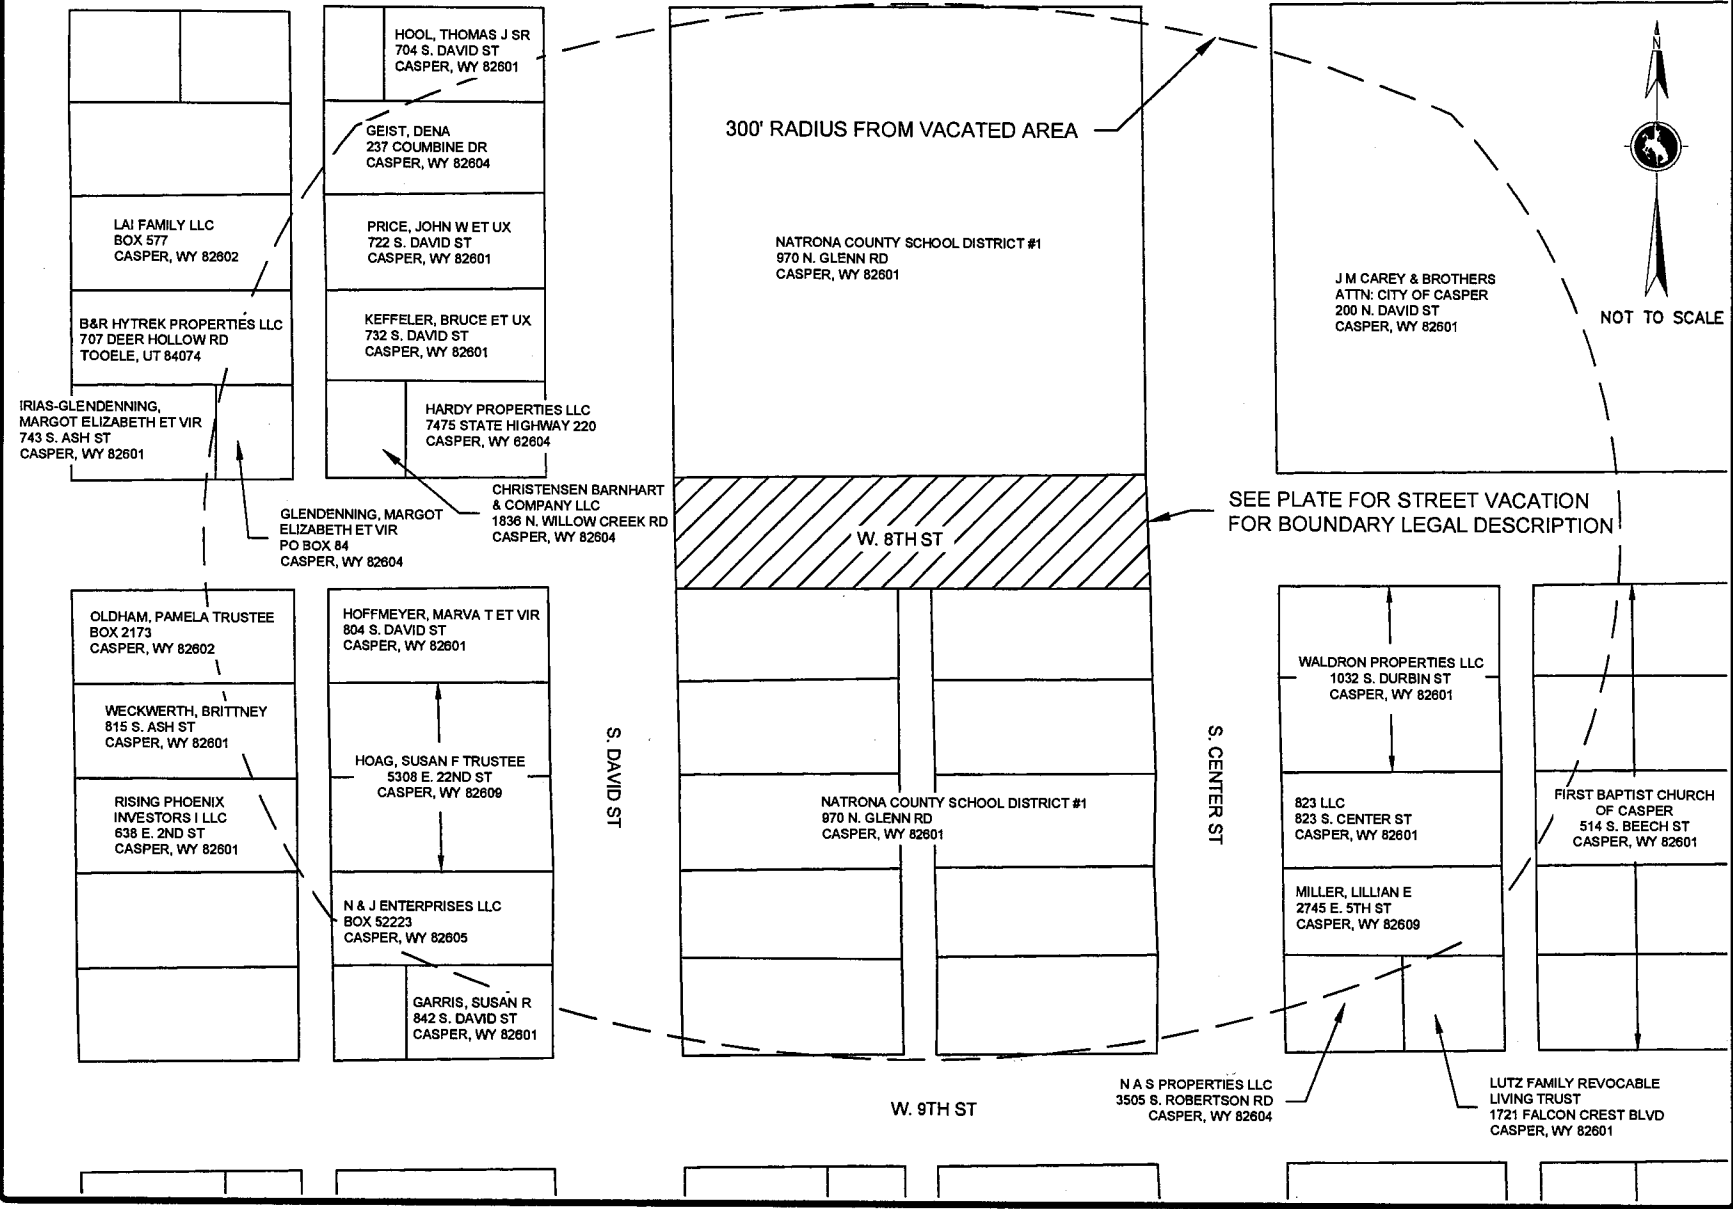 HOOL, THOMAS J SR
704 S. DAVID ST
CASPER, WY 82601
N
GEIST, DENA
237 COUMBINE DR
CASPER, WY 82604
300' RADIUS FROM VACATED AREA
LAI FAMILY LLC
BOX 577
CASPER, WY 82602
PRICE, JOHN W ET UX
722 S. DAVID ST
CASPER, WY 82601
NATRONA COUNTY SCHOOL DISTRICT #1
970 N. GLENN RD
CASPER, WY 82601
J M CAREY & BROTHERS
ATTN: CITY OF CASPER
200 N. DAVID ST
CASPER, WY 82601
NOT TO SCALE
B&R HYTREK PROPERTIES LLC
707 DEER HOLLOW RD
TOOELE, UT 84074
KEFFELER, BRUCE ET UX
732 S. DAVID ST
CASPER, WY 82601
IRIAS-GLENDENNING,
MARGOT ELIZABETH ET VIR
743 S. ASH ST
CASPER, WY 82601
HARDY PROPERTIES LLC
7475 STATE HIGHWAY 220
CASPER, WY 62604
GLENDENNING, MARGOT
ELIZABETH ET VIR
PO BOX 84
CASPER, WY 82604
CHRISTENSEN BARNHART
& COMPANY LLC
1836 N. WILLOW CREEK RD
CASPER, WY 82604
W. 8TH ST
SEE PLATE FOR STREET VACATION
FOR BOUNDARY LEGAL DESCRIPTION
OLDHAM, PAMELA TRUSTEE
BOX 2173
CASPER, WY 82602
HOFFMEYER, MARVA T ET VIR
804 S. DAVID ST
CASPER, WY 82601
WALDRON PROPERTIES LLC
1032 S. DURBIN ST
CASPER, WY 82601
WECKWERTH, BRITTNEY
815 S. ASH ST
CASPER, WY 82601
HOAG, SUSAN F TRUSTEE
5308 E. 22ND ST
CASPER, WY 82609
S. DAVID ST
S. CENTER ST
RISING PHOENIX
INVESTORS I LLC
638 E. 2ND ST
CASPER, WY 82601
NATRONA COUNTY SCHOOL DISTRICT #1
970 N. GLENN RD
CASPER, WY 82601
823 LLC
823 S. CENTER ST
CASPER, WY 82601
FIRST BAPTIST CHURCH
OF CASPER
514 S. BEECH ST
CASPER, WY 82601
N & J ENTERPRISES LLC
BOX 52223
CASPER, WY 82605
MILLER, LILLIAN E
2745 E. 5TH ST
CASPER, WY 82609
GARRIS, SUSAN R
842 S. DAVID ST
CASPER, WY 82601
W. 9TH ST
N A S PROPERTIES LLC
3505 S. ROBERTSON RD
CASPER, WY 82604
LUTZ FAMILY REVOCABLE
LIVING TRUST
1721 FALCON CREST BLVD
CASPER, WY 82601